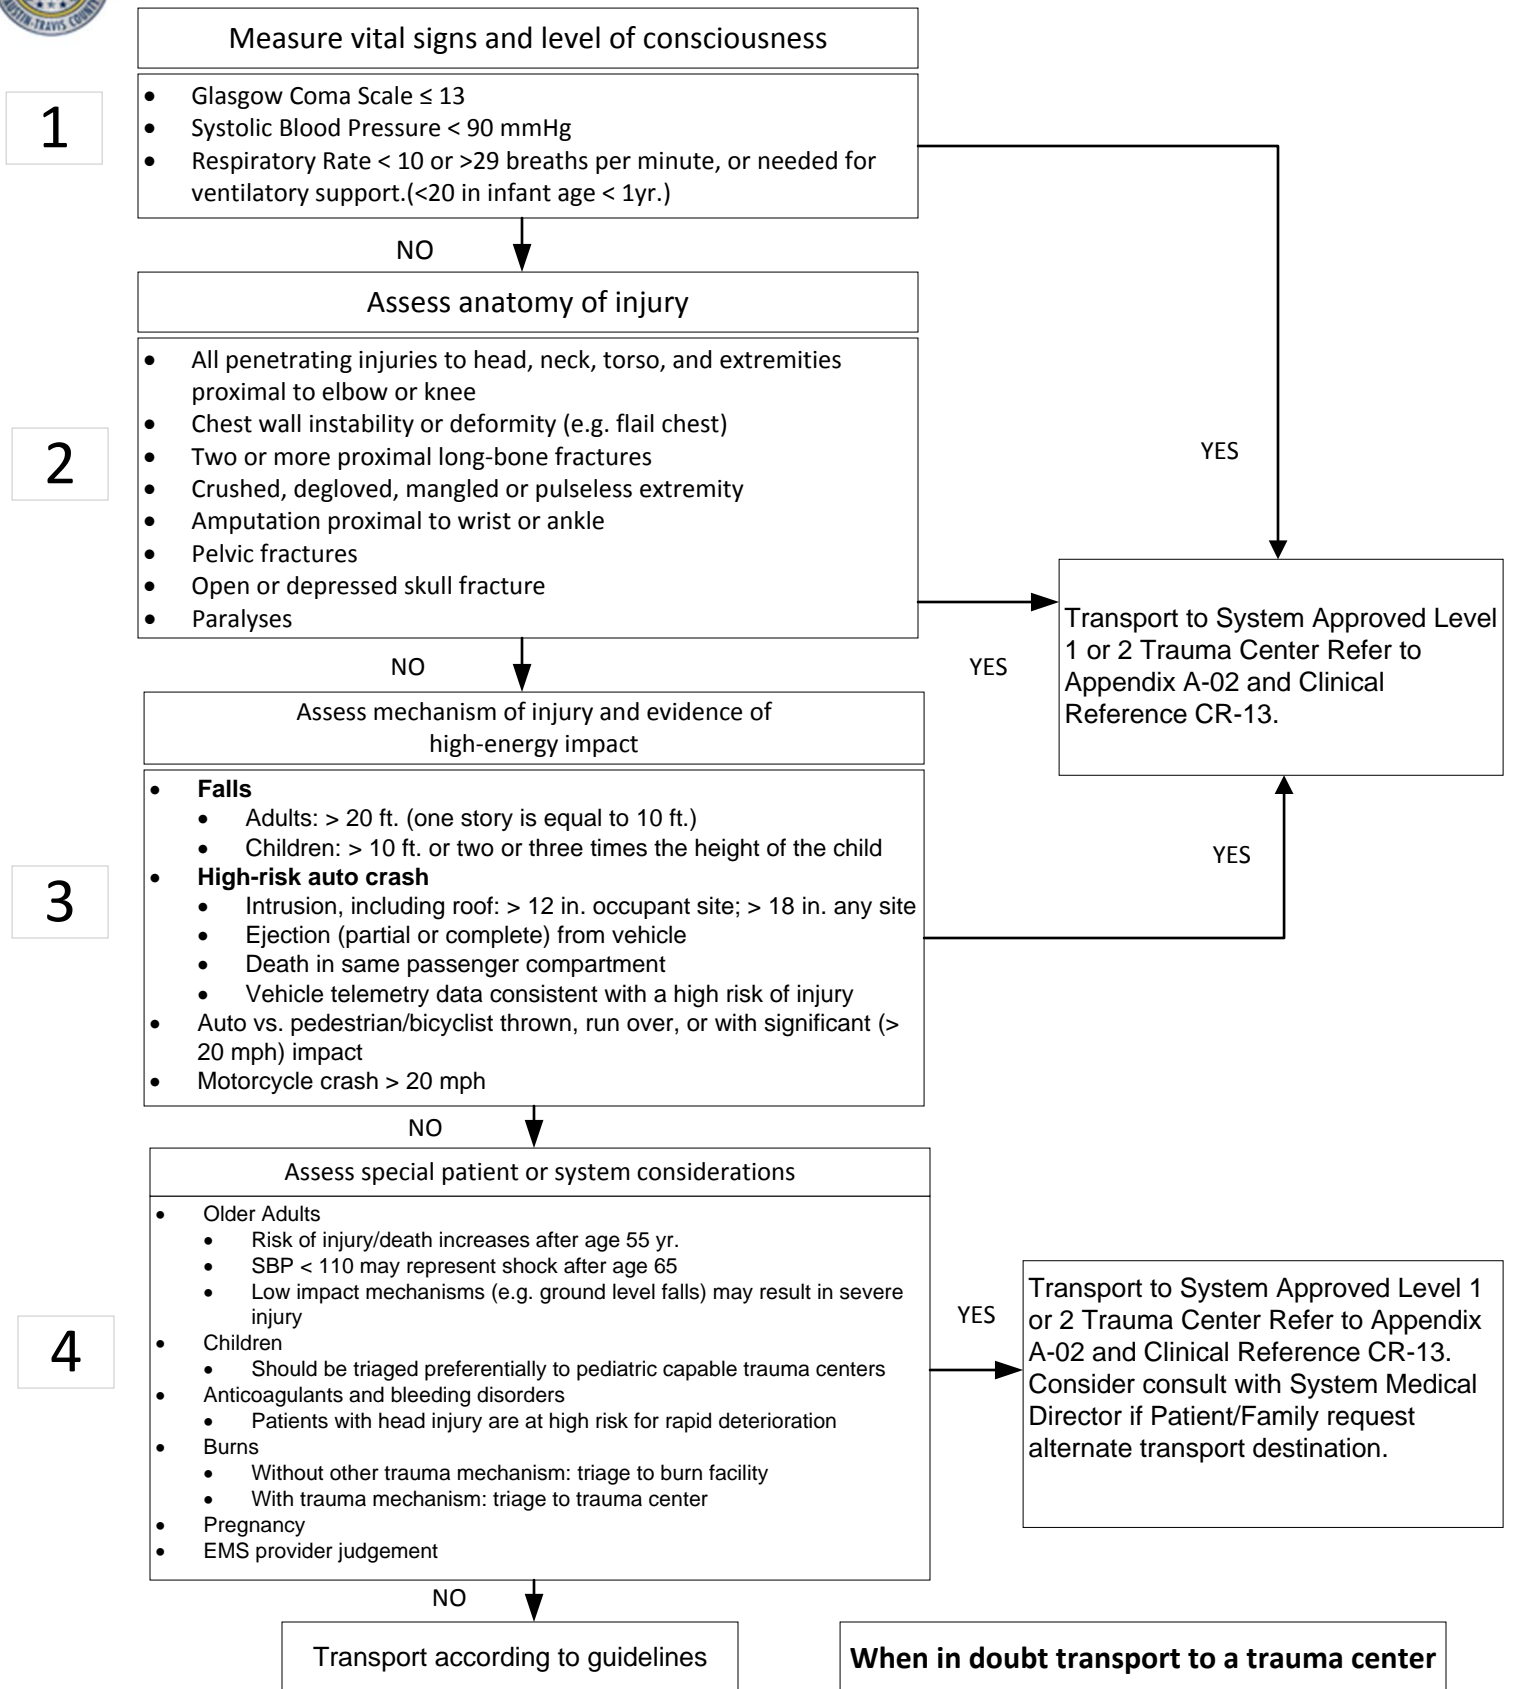 AUSTIN-TRAVIS COUNTY
Measure vital signs and level of consciousness
1
• Glasgow Coma Scale ≤ 13
• Systolic Blood Pressure < 90 mmHg
• Respiratory Rate < 10 or >29 breaths per minute, or needed for
ventilatory support.(<20 in infant age < 1yr.)
NO
Assess anatomy of injury
2
• All penetrating injuries to head, neck, torso, and extremities
proximal to elbow or knee
• Chest wall instability or deformity (e.g. flail chest)
• Two or more proximal long-bone fractures
• Crushed, degloved, mangled or pulseless extremity
• Amputation proximal to wrist or ankle
• Pelvic fractures
• Open or depressed skull fracture
• Paralyses
YES
YES
Transport to System Approved Level
1 or 2 Trauma Center Refer to
Appendix A-02 and Clinical
Reference CR-13.
NO
Assess mechanism of injury and evidence of
high-energy impact
3
• Falls
• Adults: > 20 ft. (one story is equal to 10 ft.)
• Children: > 10 ft. or two or three times the height of the child
• High-risk auto crash
• Intrusion, including roof: > 12 in. occupant site; > 18 in. any site
• Ejection (partial or complete) from vehicle
• Death in same passenger compartment
• Vehicle telemetry data consistent with a high risk of injury
• Auto vs. pedestrian/bicyclist thrown, run over, or with significant (>
20 mph) impact
• Motorcycle crash > 20 mph
YES
NO
Assess special patient or system considerations
4
• Older Adults
• Risk of injury/death increases after age 55 yr.
• SBP < 110 may represent shock after age 65
• Low impact mechanisms (e.g. ground level falls) may result in severe
injury
• Children
• Should be triaged preferentially to pediatric capable trauma centers
• Anticoagulants and bleeding disorders
• Patients with head injury are at high risk for rapid deterioration
• Burns
• Without other trauma mechanism: triage to burn facility
• With trauma mechanism: triage to trauma center
• Pregnancy
• EMS provider judgement
YES
Transport to System Approved Level 1
or 2 Trauma Center Refer to Appendix
A-02 and Clinical Reference CR-13.
Consider consult with System Medical
Director if Patient/Family request
alternate transport destination.
NO
Transport according to guidelines
When in doubt transport to a trauma center